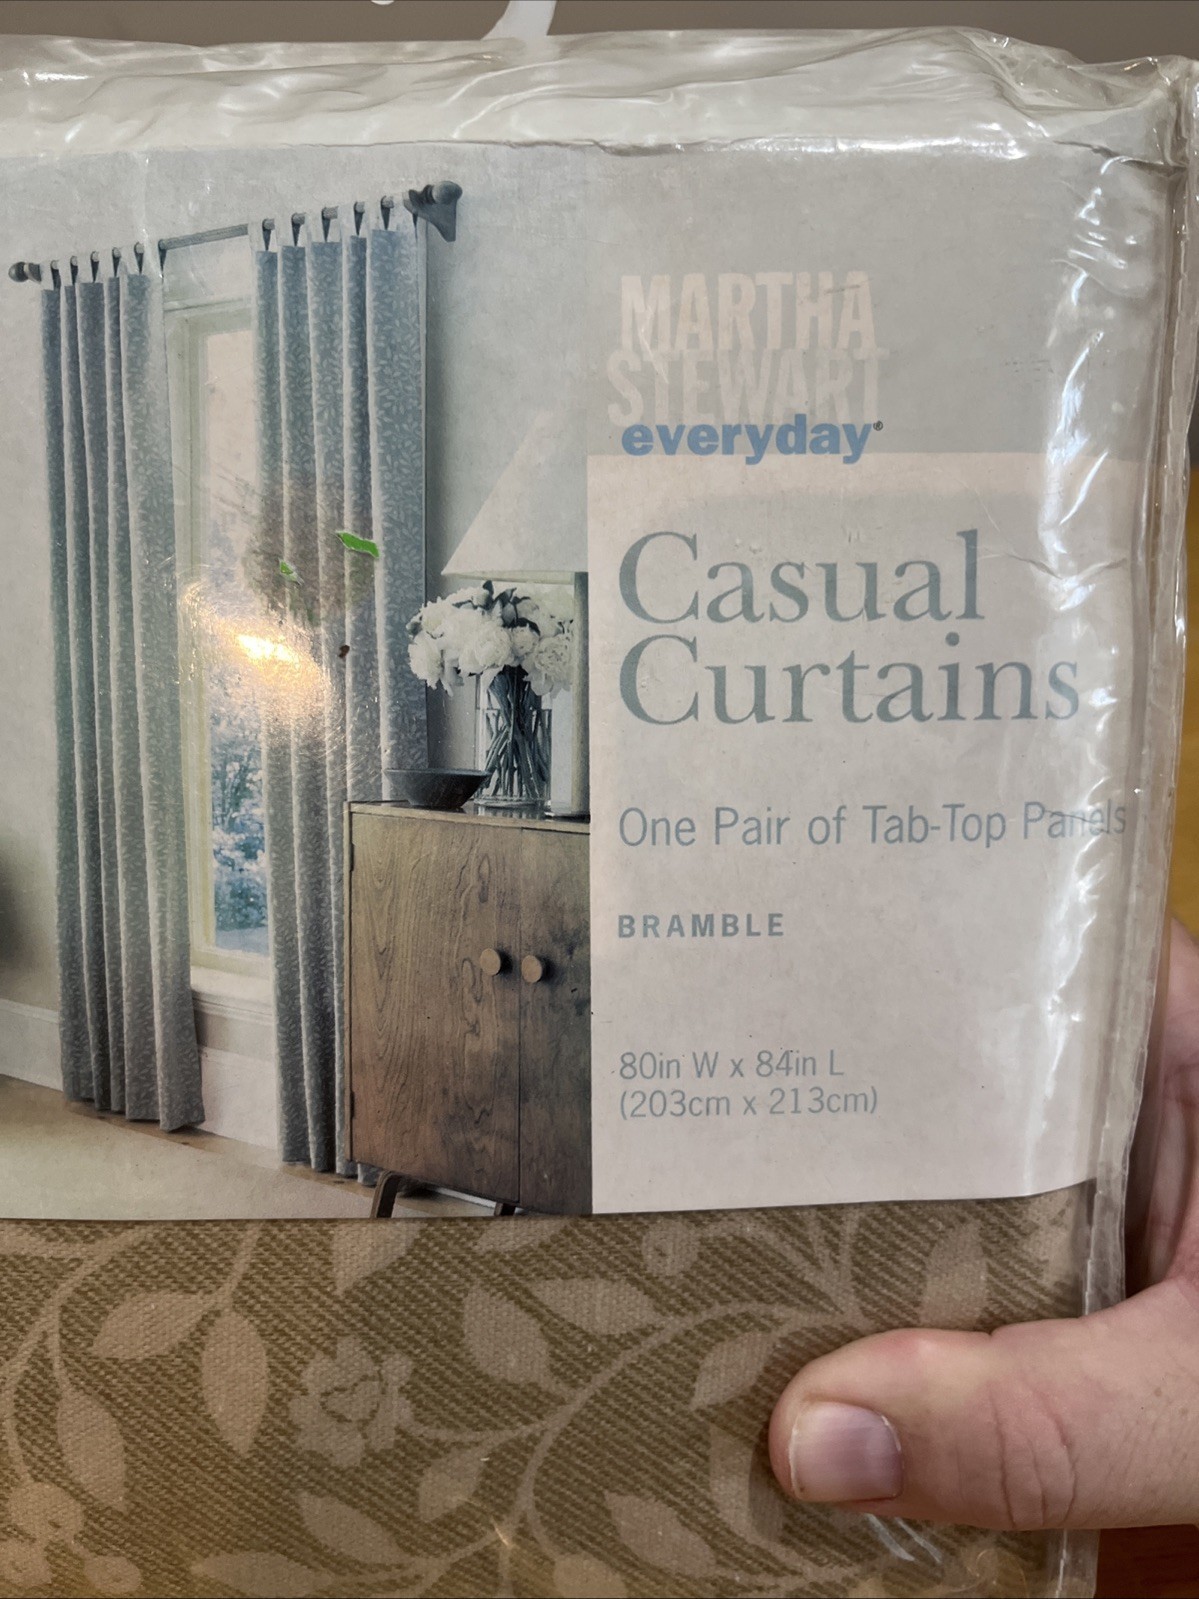 MARTHA
STEWART
everyday®
Casual
Curtains
One Pair of Tab-Top Panels
BRAMBLE
80in W x 84in L
(203cm x 213cm)